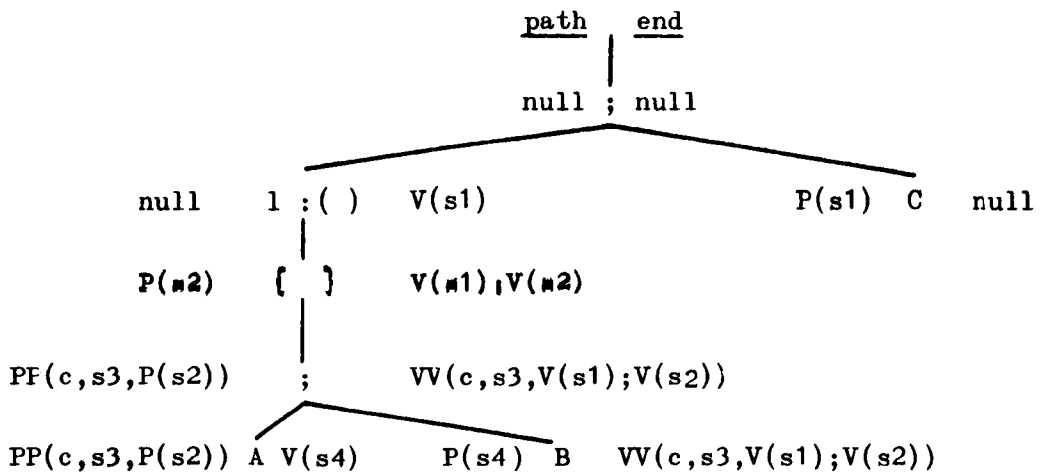 path end
null ; null
null 1 :( ) V(s1) P(s1) C null
P(s2) { } V(s1);V(s2)
PF(c,s3,P(s2)) ; VV(c,s3,V(s1);V(s2))
PP(c,s3,P(s2)) A V(s4) P(s4) B VV(c,s3,V(s1);V(s2))